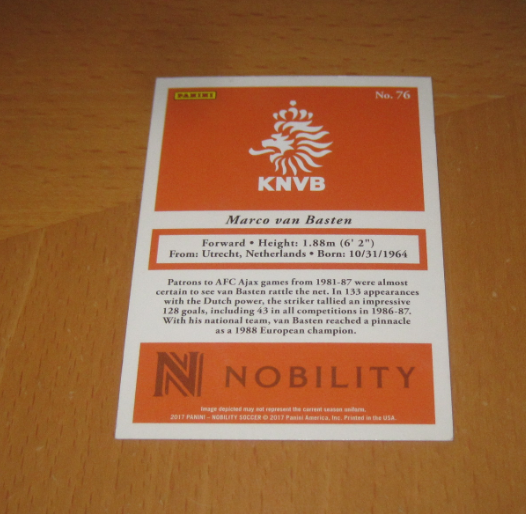 PANINI
No. 76
KNVB
Marco van Basten
Forward • Height: 1.88m (6' 2")
From: Utrecht, Netherlands • Born: 10/31/1964
Patrons to AFC Ajax games from 1981-87 were almost
certain to see van Basten rattle the net. In 133 appearances
with the Dutch power, the striker tallied an impressive
128 goals, including 43 in all competitions in 1986-87.
With his national team, van Basten reached a pinnacle
as a 1988 European champion.
N NOBILITY
Image depicted may not represent the current season uniform.
2017 PANINI – NOBILITY SOCCER © 2017 Panini America, Inc. Printed in the USA.